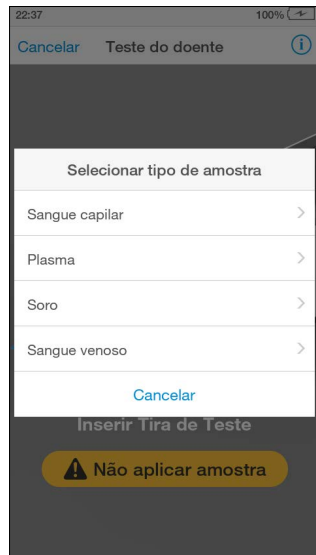 22:37 100%
Cancelar Teste do doente i
Selecionar tipo de amostra
Sangue capilar
Plasma
Soro
Sangue venoso
Cancelar
Inserir Tira de Teste
Não aplicar amostra